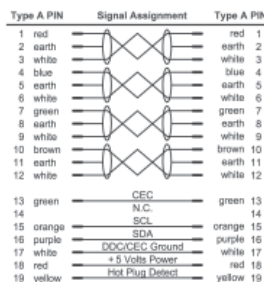 Type A PIN Signal Assignment Type A PIN
1 red red 1
2 earth earth 2
3 white white 3
4 blue blue 4
5 earth earth 5
6 white white 6
7 green green 7
8 earth earth 8
9 white white 9
10 brown brown 10
11 earth earth 11
12 white white 12
13 green CEC green 13
14 N.C. 14
15 orange SCL orange 15
16 purple SDA purple 16
17 white DDC/CEC Ground white 17
18 red + 5 Volts Power red 18
19 yellow Hot Plug Detect yellow 19